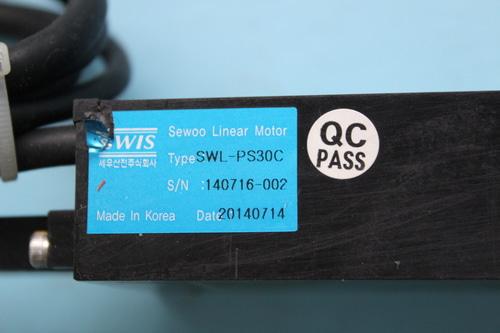 SEWIS
Sewoo Linear Motor
세우산전주식회사
Type SWL-PS30C
S/N :140716-002
Made In Korea Date 20140714
QC
PASS